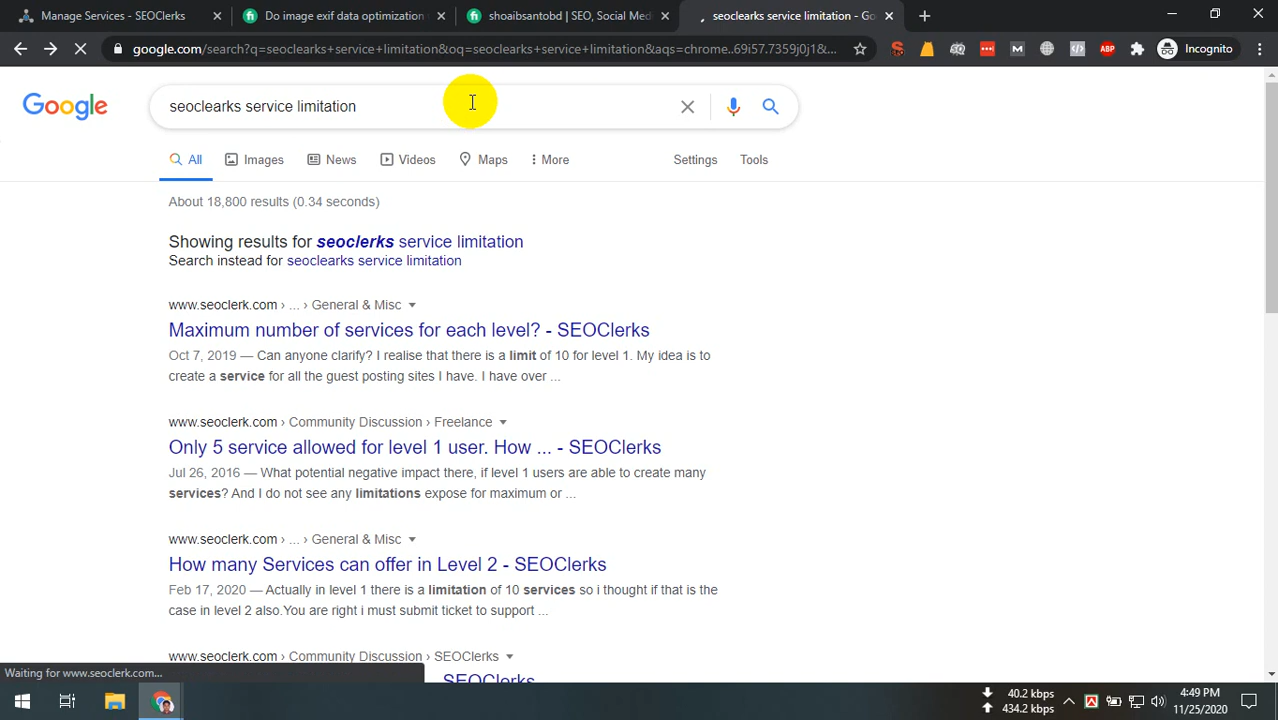 Manage Services - SEOClerks
Do image exif data optimization
shoaibsantobd | SEO, Social Med
seoclearks service limitation - Go
google.com/search?q=seoclearks+service+limitation&oq=seoclearks+service+limitation&aqs=chrome..69i57.7359j0j1&...
ABP
Incognito
Google
seoclearks service limitation
All
Images
News
Videos
Maps
More
Settings
Tools
About 18,800 results (0.34 seconds)
Showing results for seoclerks service limitation
Search instead for seoclearks service limitation
www.seoclerk.com › ... › General & Misc
Maximum number of services for each level? - SEOClerks
Oct 7, 2019 — Can anyone clarify? I realise that there is a limit of 10 for level 1. My idea is to
create a service for all the guest posting sites I have. I have over ...
www.seoclerk.com › Community Discussion › Freelance
Only 5 service allowed for level 1 user. How ... - SEOClerks
Jul 26, 2016 — What potential negative impact there, if level 1 users are able to create many
services? And I do not see any limitations expose for maximum or ...
www.seoclerk.com › ... › General & Misc
How many Services can offer in Level 2 - SEOClerks
Feb 17, 2020 — Actually in level 1 there is a limitation of 10 services so i thought if that is the
case in level 2 also.You are right i must submit ticket to support ...
www.seoclerk.com › Community Discussion › SEOClerks
SEOClerks
Waiting for www.seoclerk.com...
40.2 kbps
434.2 kbps
4:49 PM
11/25/2020